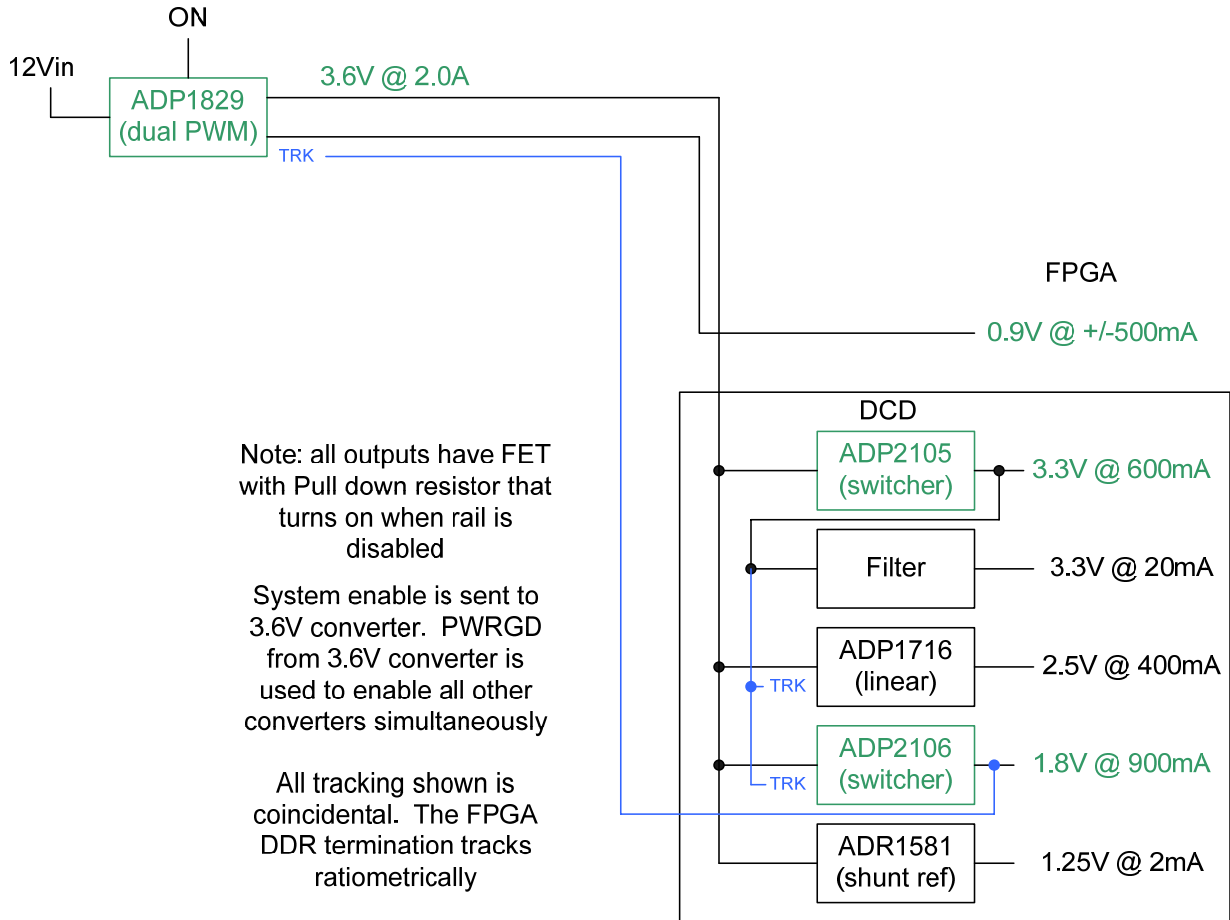 ON
12Vin
3.6V @ 2.0A
ADP1829
(dual PWM)
TRK
FPGA
0.9V @ +/-500mA
DCD
ADP2105
(switcher)
3.3V @ 600mA
Note: all outputs have FET
with Pull down resistor that
turns on when rail is
disabled
Filter
3.3V @ 20mA
System enable is sent to
3.6V converter.  PWRGD
from 3.6V converter is
used to enable all other
converters simultaneously
ADP1716
(linear)
2.5V @ 400mA
TRK
ADP2106
(switcher)
1.8V @ 900mA
TRK
All tracking shown is
coincidental.  The FPGA
DDR termination tracks
ratiometrically
ADR1581
(shunt ref)
1.25V @ 2mA